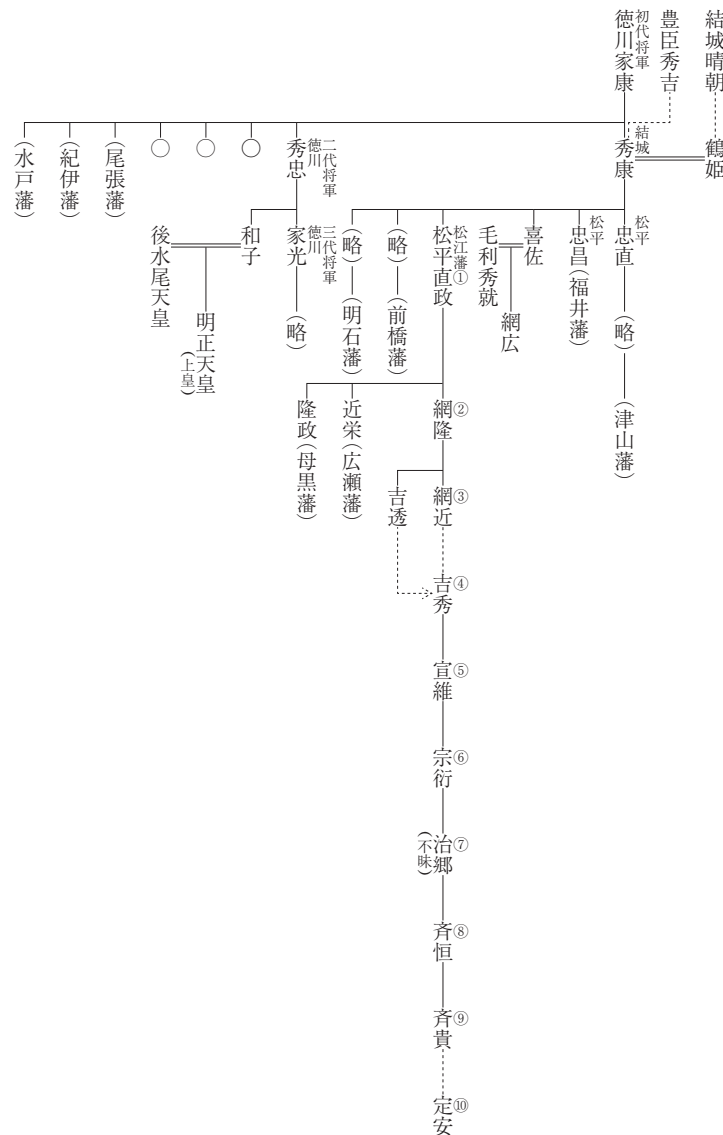 結城晴朝
鶴姫
豊臣秀吉
初代将軍
徳川家康
結城
秀康
二代将軍
徳川
秀忠
○
○
○
(尾張藩)
(紀伊藩)
(水戸藩)
松平
忠直
(略)
(津山藩)
松平
忠昌(福井藩)
喜佐
毛利秀就
網広
松江藩①
松平直政
(略)
(前橋藩)
(略)
(明石藩)
三代将軍
徳川
家光
(略)
和子
後水尾天皇
明正天皇
(上皇)
②
網隆
近栄(広瀬藩)
隆政(母黒藩)
③
網近
吉透
④
吉秀
⑤
宣維
⑥
宗衍
⑦
治郷
(不昧)
⑧
斉恒
⑨
斉貴
⑩
定安